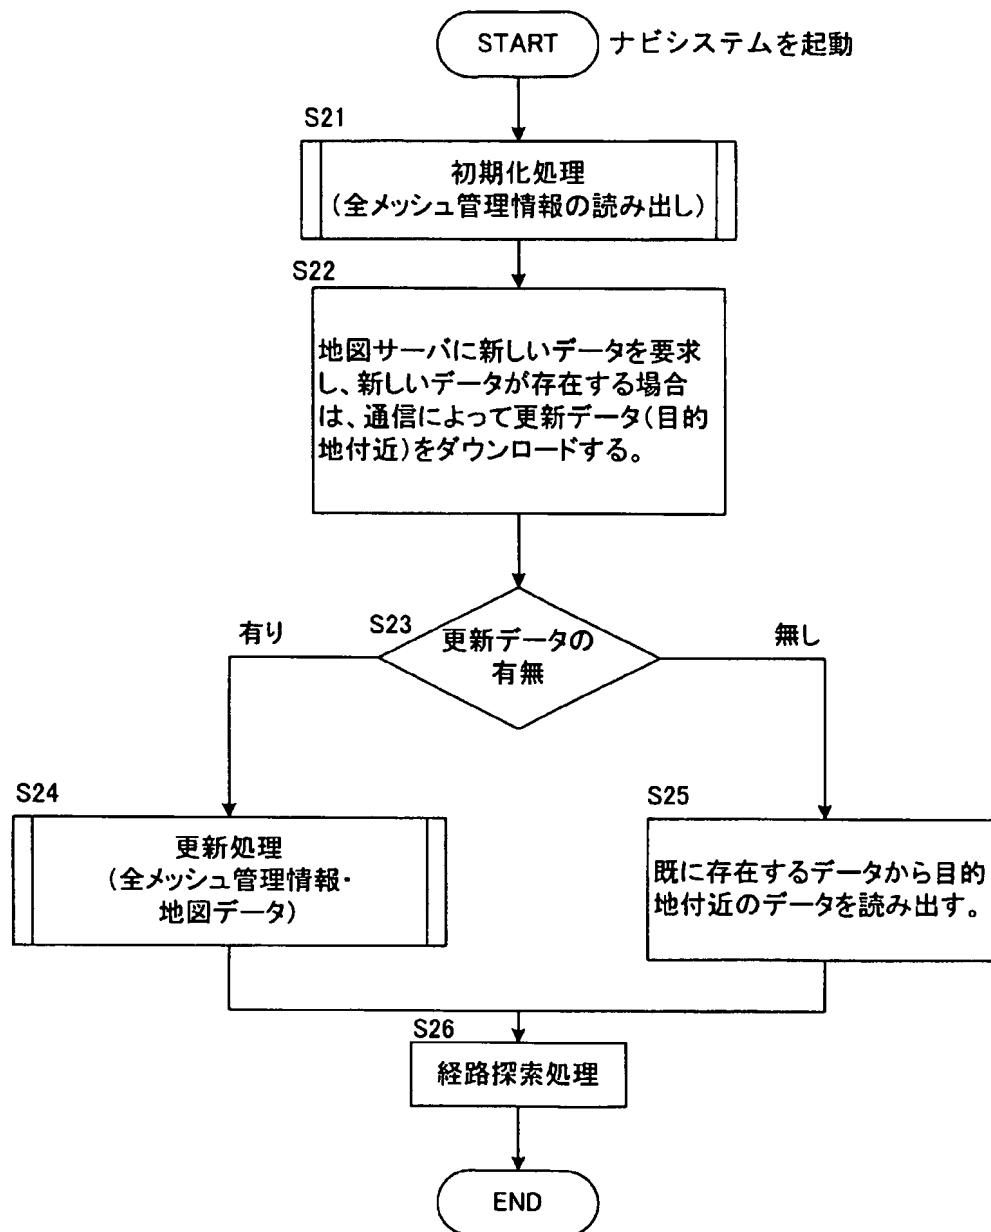 START
ナビシステムを起動
S21
初期化処理
(全メッシュ管理情報の読み出し)
S22
地図サーバに新しいデータを要求
し、新しいデータが存在する場合
は、通信によって更新データ(目的
地付近)をダウンロードする。
S23
更新データの
有無
有り
無し
S24
更新処理
(全メッシュ管理情報・
地図データ)
S25
既に存在するデータから目的
地付近のデータを読み出す。
S26
経路探索処理
END